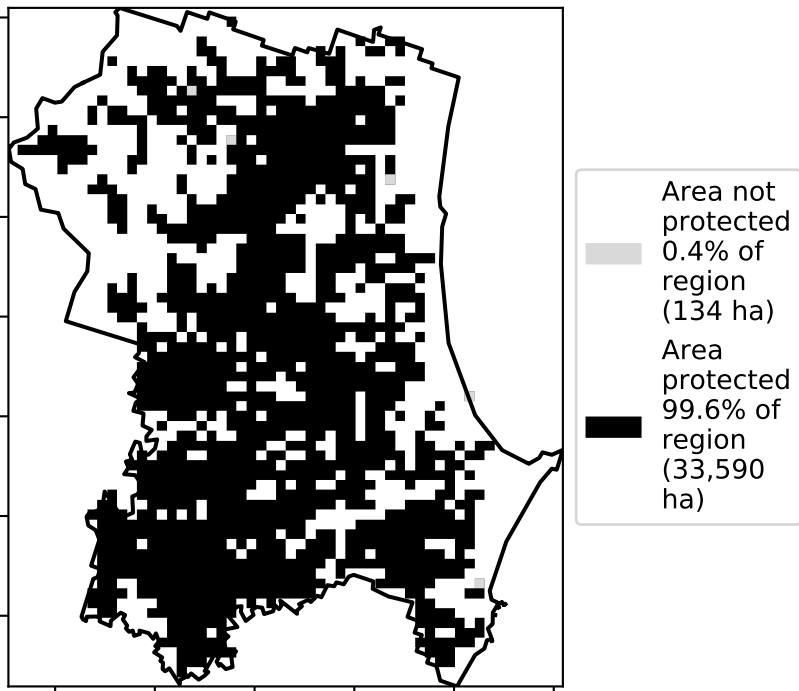 Area not
protected
0.4% of
region
(134 ha)
Area
protected
99.6% of
region
(33,590
ha)